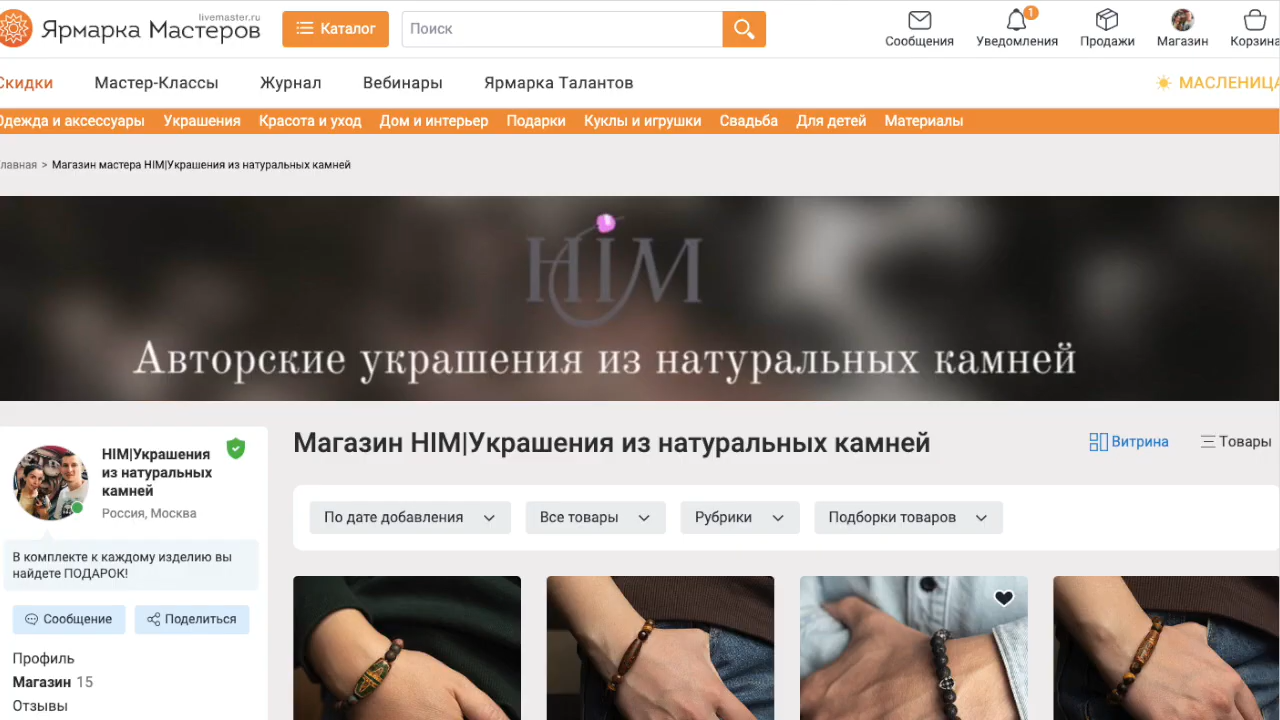 livemaster.ru
Ярмарка Мастеров
Каталог
Поиск
Сообщения
1
Уведомления
Продажи
Магазин
Корзина
Скидки
Мастер-Классы
Журнал
Вебинары
Ярмарка Талантов
МАСЛЕНИЦА
Одежда и аксессуары
Украшения
Красота и уход
Дом и интерьер
Подарки
Куклы и игрушки
Свадьба
Для детей
Материалы
лавная > Магазин мастера HIM|Украшения из натуральных камней
HIM
Авторские украшения из натуральных камней
HIM|Украшения
из натуральных
камней
Россия, Москва
В комплекте к каждому изделию вы
найдете ПОДАРОК!
Сообщение
Поделиться
Профиль
Магазин 15
Отзывы
Магазин HIM|Украшения из натуральных камней
Витрина
Товары
По дате добавления
Все товары
Рубрики
Подборки товаров